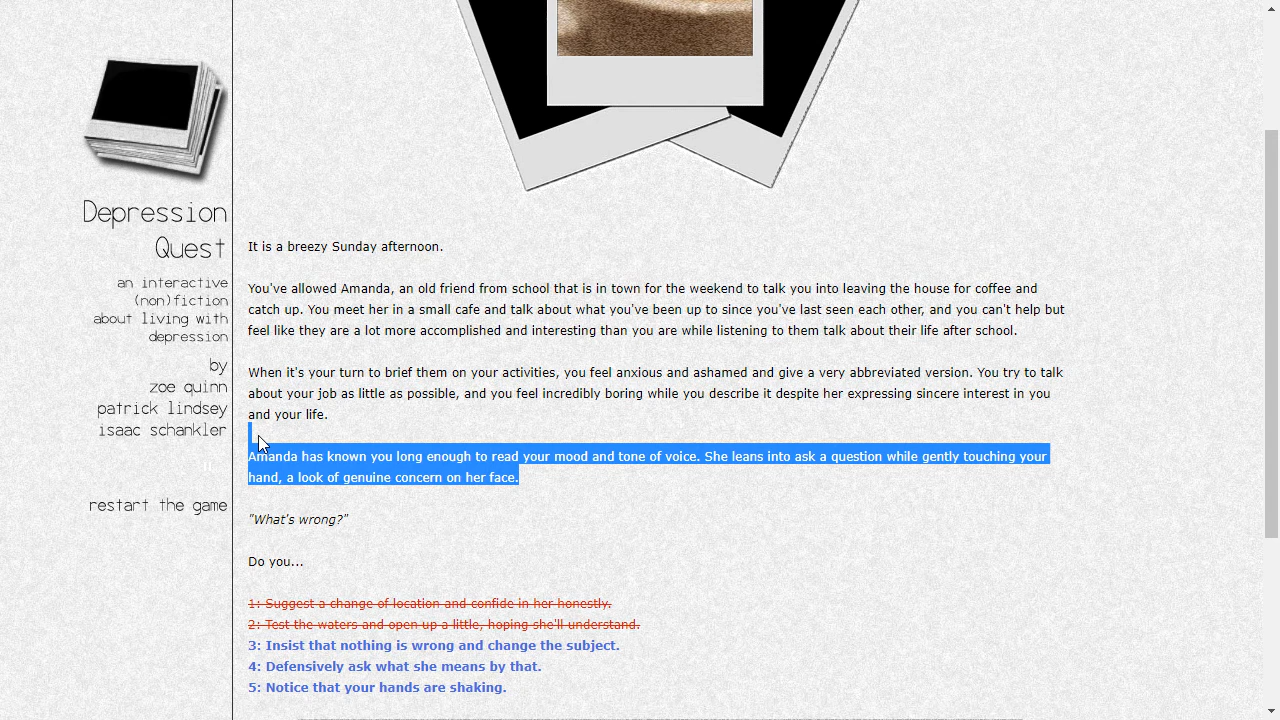 Depression
Quest
an interactive
(non)fiction
about living with
depression
by
zoe quinn
patrick lindsey
isaac schankler
restart the game
It is a breezy Sunday afternoon.
You've allowed Amanda, an old friend from school that is in town for the weekend to talk you into leaving the house for coffee and
catch up. You meet her in a small cafe and talk about what you've been up to since you've last seen each other, and you can't help but
feel like they are a lot more accomplished and interesting than you are while listening to them talk about their life after school.
When it's your turn to brief them on your activities, you feel anxious and ashamed and give a very abbreviated version. You try to talk
about your job as little as possible, and you feel incredibly boring while you describe it despite her expressing sincere interest in you
and your life.
Amanda has known you long enough to read your mood and tone of voice. She leans into ask a question while gently touching your
hand, a look of genuine concern on her face.
"What's wrong?"
Do you...
1: Suggest a change of location and confide in her honestly.
2: Test the waters and open up a little, hoping she'll understand.
3: Insist that nothing is wrong and change the subject.
4: Defensively ask what she means by that.
5: Notice that your hands are shaking.